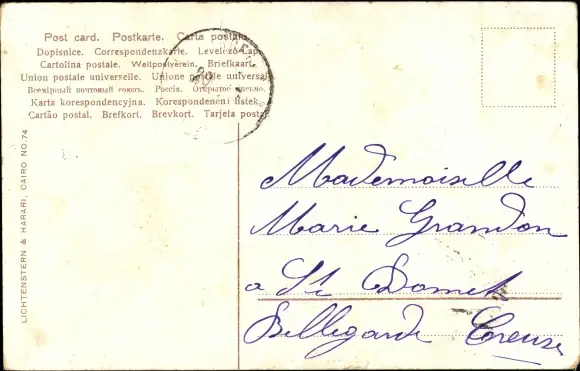 Post card. Postkarte. Carte postale.
Dopisnice. Correspondenzkarte. Levelező-Lap.
Cartolina postale. Weltpostverein. Briefkaart.
Union postale universelle. Unione postale universale.
Всемірный почтовый союзъ. Россія. Открытое письмо.
Karta korespondencyjna. Korespondenční lístek.
Cartão postal. Brefkort. Brevkort. Tarjeta postal.
LICHTENSTERN & HARARI, CAIRO NO. 74
Mademoiselle
Marie Grandon
a St Domet
Bellegarde Creuse